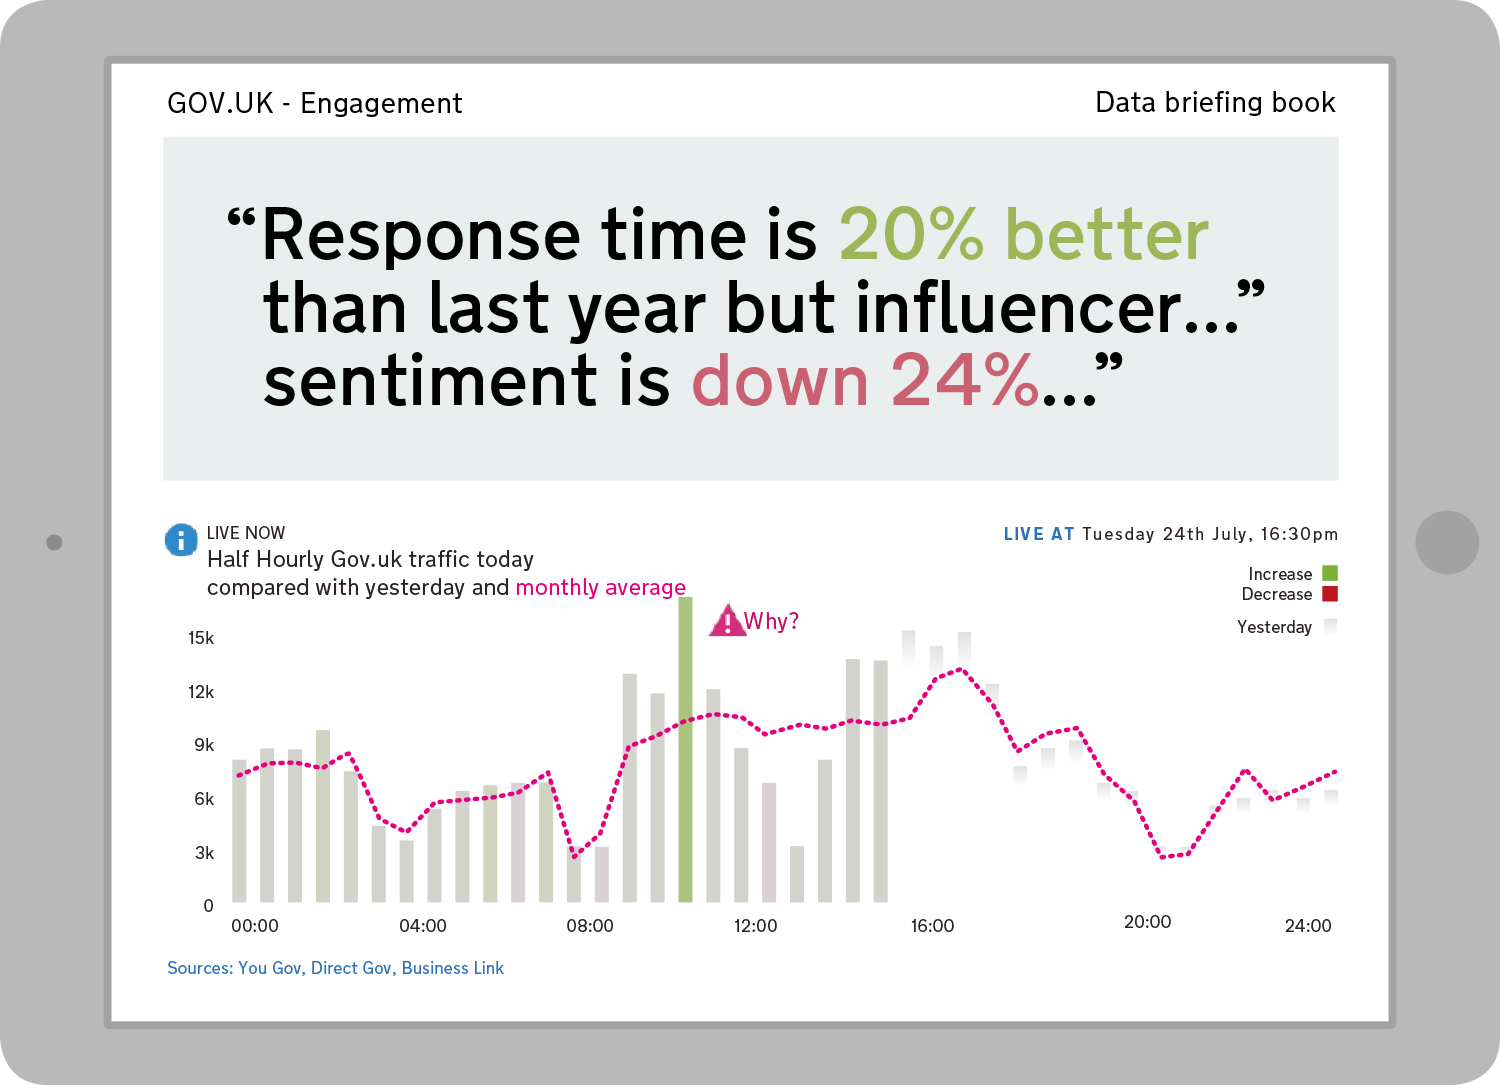 GOV.UK - Engagement
Data briefing book
“Response time is 20% better
than last year but influencer...”
sentiment is down 24%...”
LIVE NOW
Half Hourly Gov.uk traffic today
compared with yesterday and monthly average
LIVE AT Tuesday 24th July, 16:30pm
Increase
Decrease
Yesterday
Why?
15k
12k
9k
6k
3k
0
00:00
04:00
08:00
12:00
16:00
20:00
24:00
Sources: You Gov, Direct Gov, Business Link